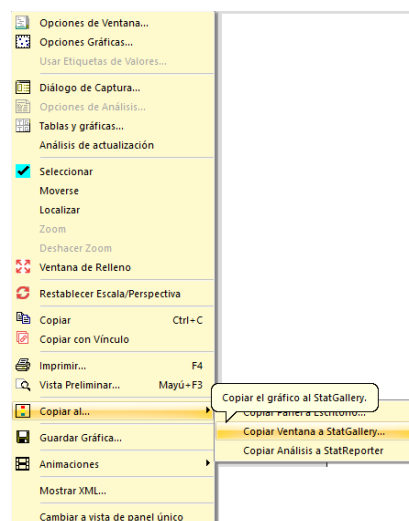 Opciones de Ventana...
Opciones Gráficas...
Usar Etiquetas de Valores...
Diálogo de Captura...
Opciones de Análisis...
Tablas y gráficas...
Análisis de actualización
Seleccionar
Moverse
Localizar
Zoom
Deshacer Zoom
Ventana de Relleno
Restablecer Escala/Perspectiva
Copiar Ctrl+C
Copiar con Vínculo
Imprimir... F4
Vista Preliminar... Mayú+F3
Copiar al...
Guardar Gráfica...
Animaciones
Mostrar XML...
Cambiar a vista de panel único
Copiar el gráfico al StatGallery.
Copiar Panel a Escritorio...
Copiar Ventana a StatGallery...
Copiar Análisis a StatReporter